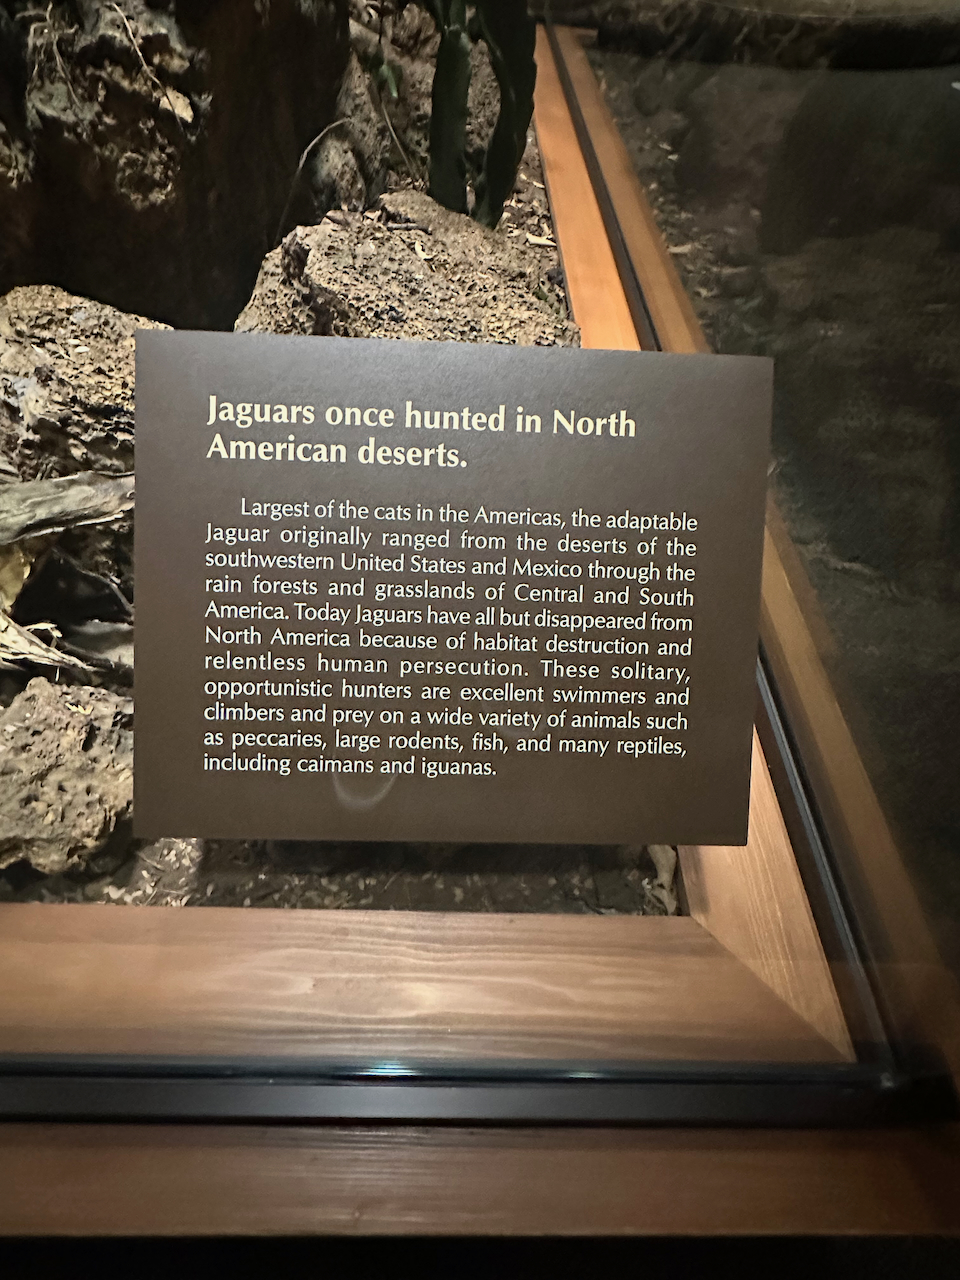 Jaguars once hunted in North
American deserts.
Largest of the cats in the Americas, the adaptable
Jaguar originally ranged from the deserts of the
southwestern United States and Mexico through the
rain forests and grasslands of Central and South
America. Today Jaguars have all but disappeared from
North America because of habitat destruction and
relentless human persecution. These solitary,
opportunistic hunters are excellent swimmers and
climbers and prey on a wide variety of animals such
as peccaries, large rodents, fish, and many reptiles,
including caimans and iguanas.